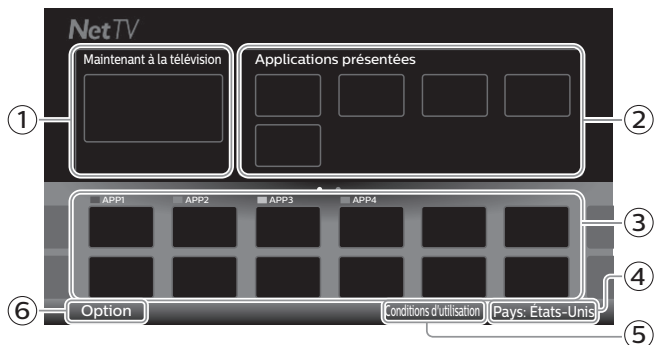 NetTV
Maintenant à la télévision
Applications présentées
1
2
APP1 APP2 APP3 APP4
3
4
6
Option
Conditions d'utilisation
Pays: États-Unis
5